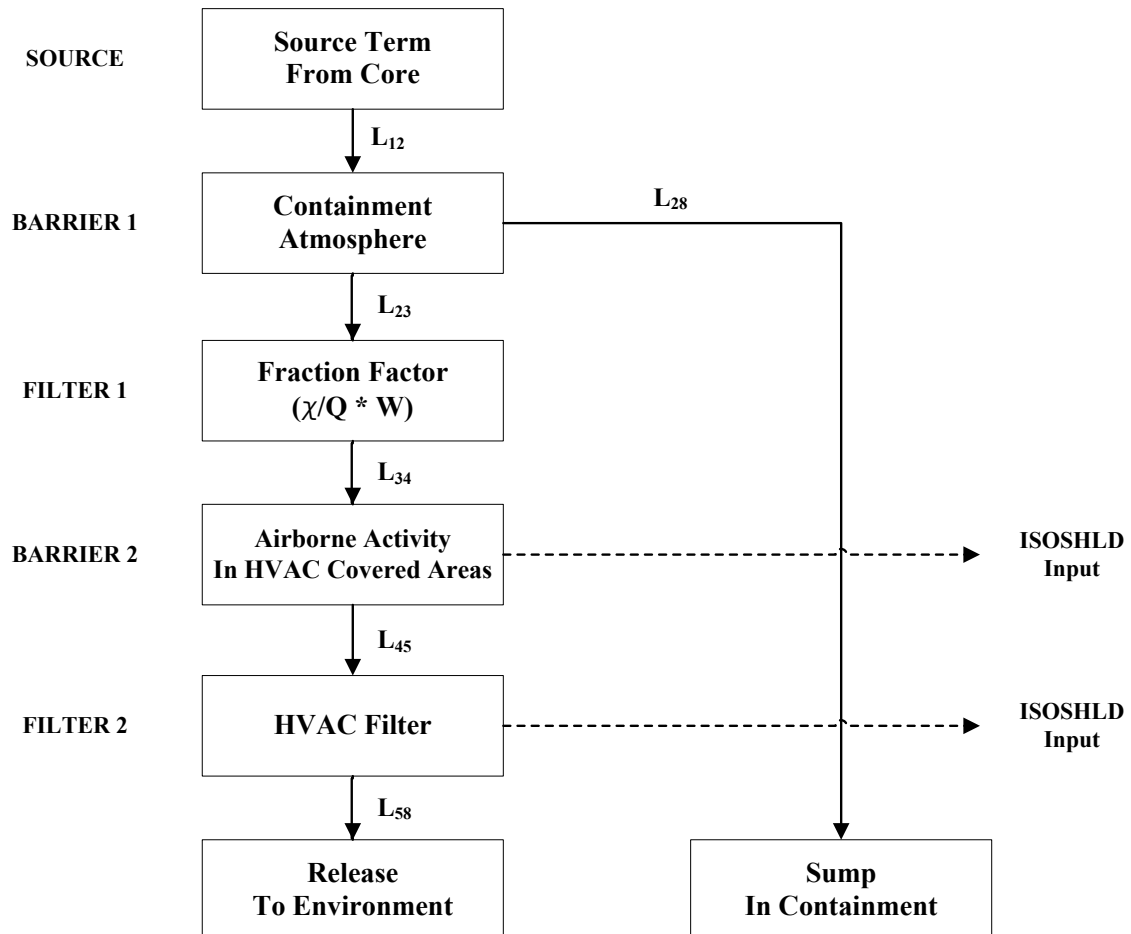 SOURCE
Source Term
From Core
L₁₂
BARRIER 1
Containment
Atmosphere
L₂₈
L₂₃
FILTER 1
Fraction Factor
(χ/Q * W)
L₃₄
BARRIER 2
Airborne Activity
In HVAC Covered Areas
ISOSHLD
Input
L₄₅
FILTER 2
HVAC Filter
ISOSHLD
Input
L₅₈
Release
To Environment
Sump
In Containment